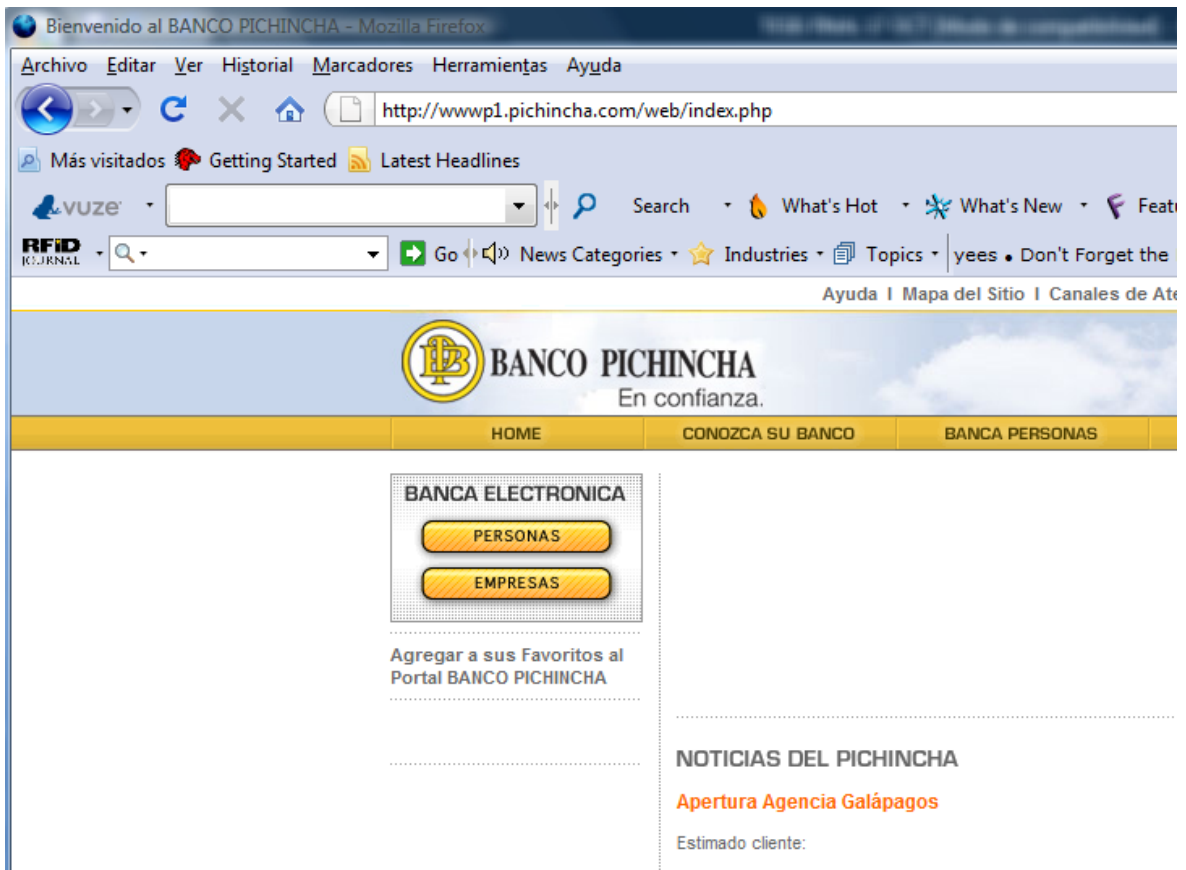 Bienvenido al BANCO PICHINCHA - Mozilla Firefox
Archivo Editar Ver Historial Marcadores Herramientas Ayuda
http://wwwp1.pichincha.com/web/index.php
Más visitados Getting Started Latest Headlines
vuze Search What's Hot What's New Feat
RFiD JOURNAL Go News Categories Industries Topics yees • Don't Forget the
Ayuda I Mapa del Sitio I Canales de Ate
BANCO PICHINCHA
En confianza.
HOME CONOZCA SU BANCO BANCA PERSONAS
BANCA ELECTRONICA
PERSONAS
EMPRESAS
Agregar a sus Favoritos al
Portal BANCO PICHINCHA
NOTICIAS DEL PICHINCHA
Apertura Agencia Galápagos
Estimado cliente: